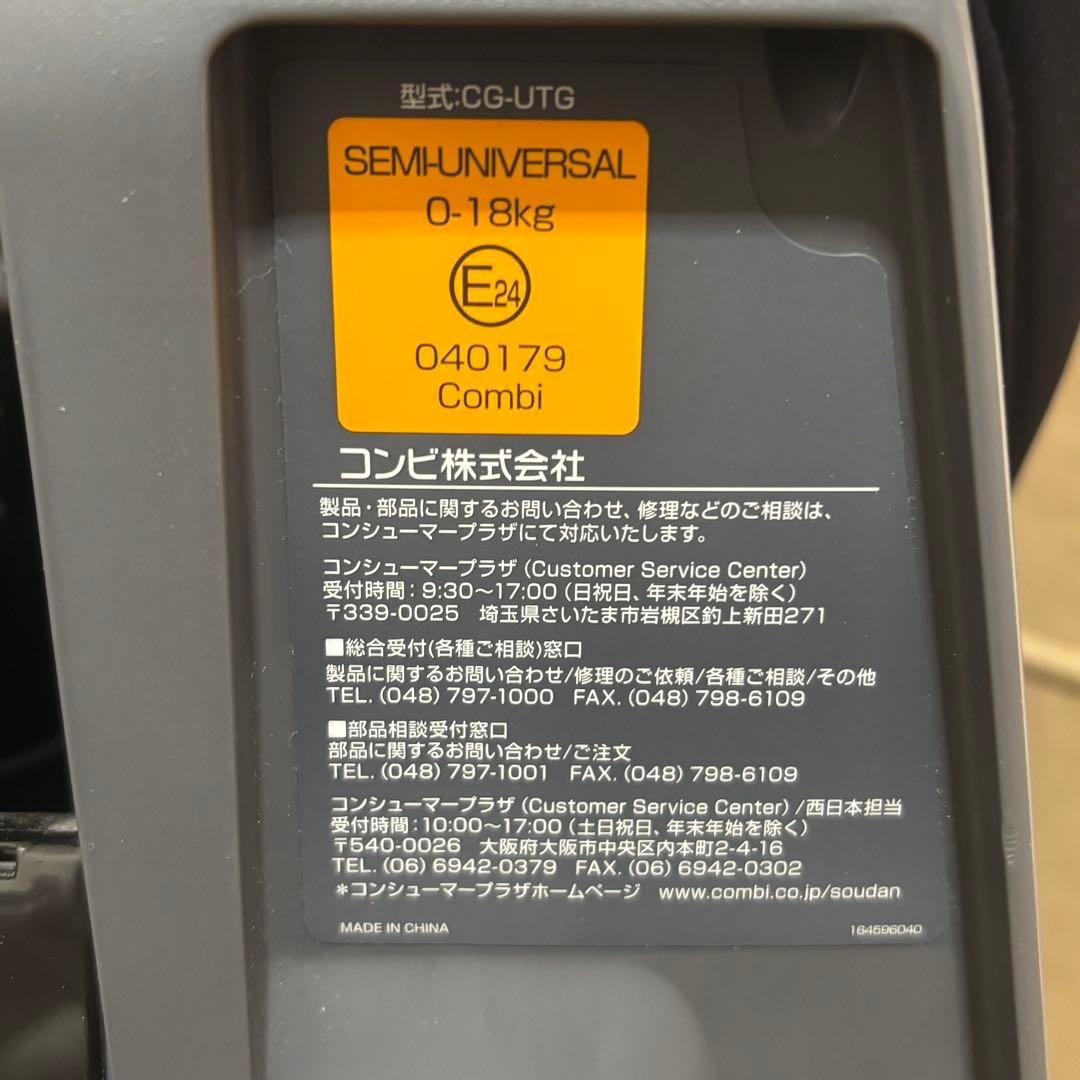 型式:CG-UTG
SEMI-UNIVERSAL
0-18kg
E24
040179
Combi
コンビ株式会社
製品・部品に関するお問い合わせ、修理などのご相談は、
コンシューマープラザにて対応いたします。
コンシューマープラザ (Customer Service Center)
受付時間：9:30～17:00 (日祝日、年末年始を除く)
〒339-0025 埼玉県さいたま市岩槻区釣上新田271
■総合受付(各種ご相談)窓口
製品に関するお問い合わせ/修理のご依頼/各種ご相談/その他
TEL. (048) 797-1000 FAX. (048) 798-6109
■部品相談受付窓口
部品に関するお問い合わせ/ご注文
TEL. (048) 797-1001 FAX. (048) 798-6109
コンシューマープラザ (Customer Service Center) /西日本担当
受付時間：10:00～17:00 (土日祝日、年末年始を除く)
〒540-0026 大阪府大阪市中央区内本町2-4-16
TEL. (06) 6942-0379 FAX. (06) 6942-0302
*コンシューマープラザホームページ www.combi.co.jp/soudan
MADE IN CHINA 164596040